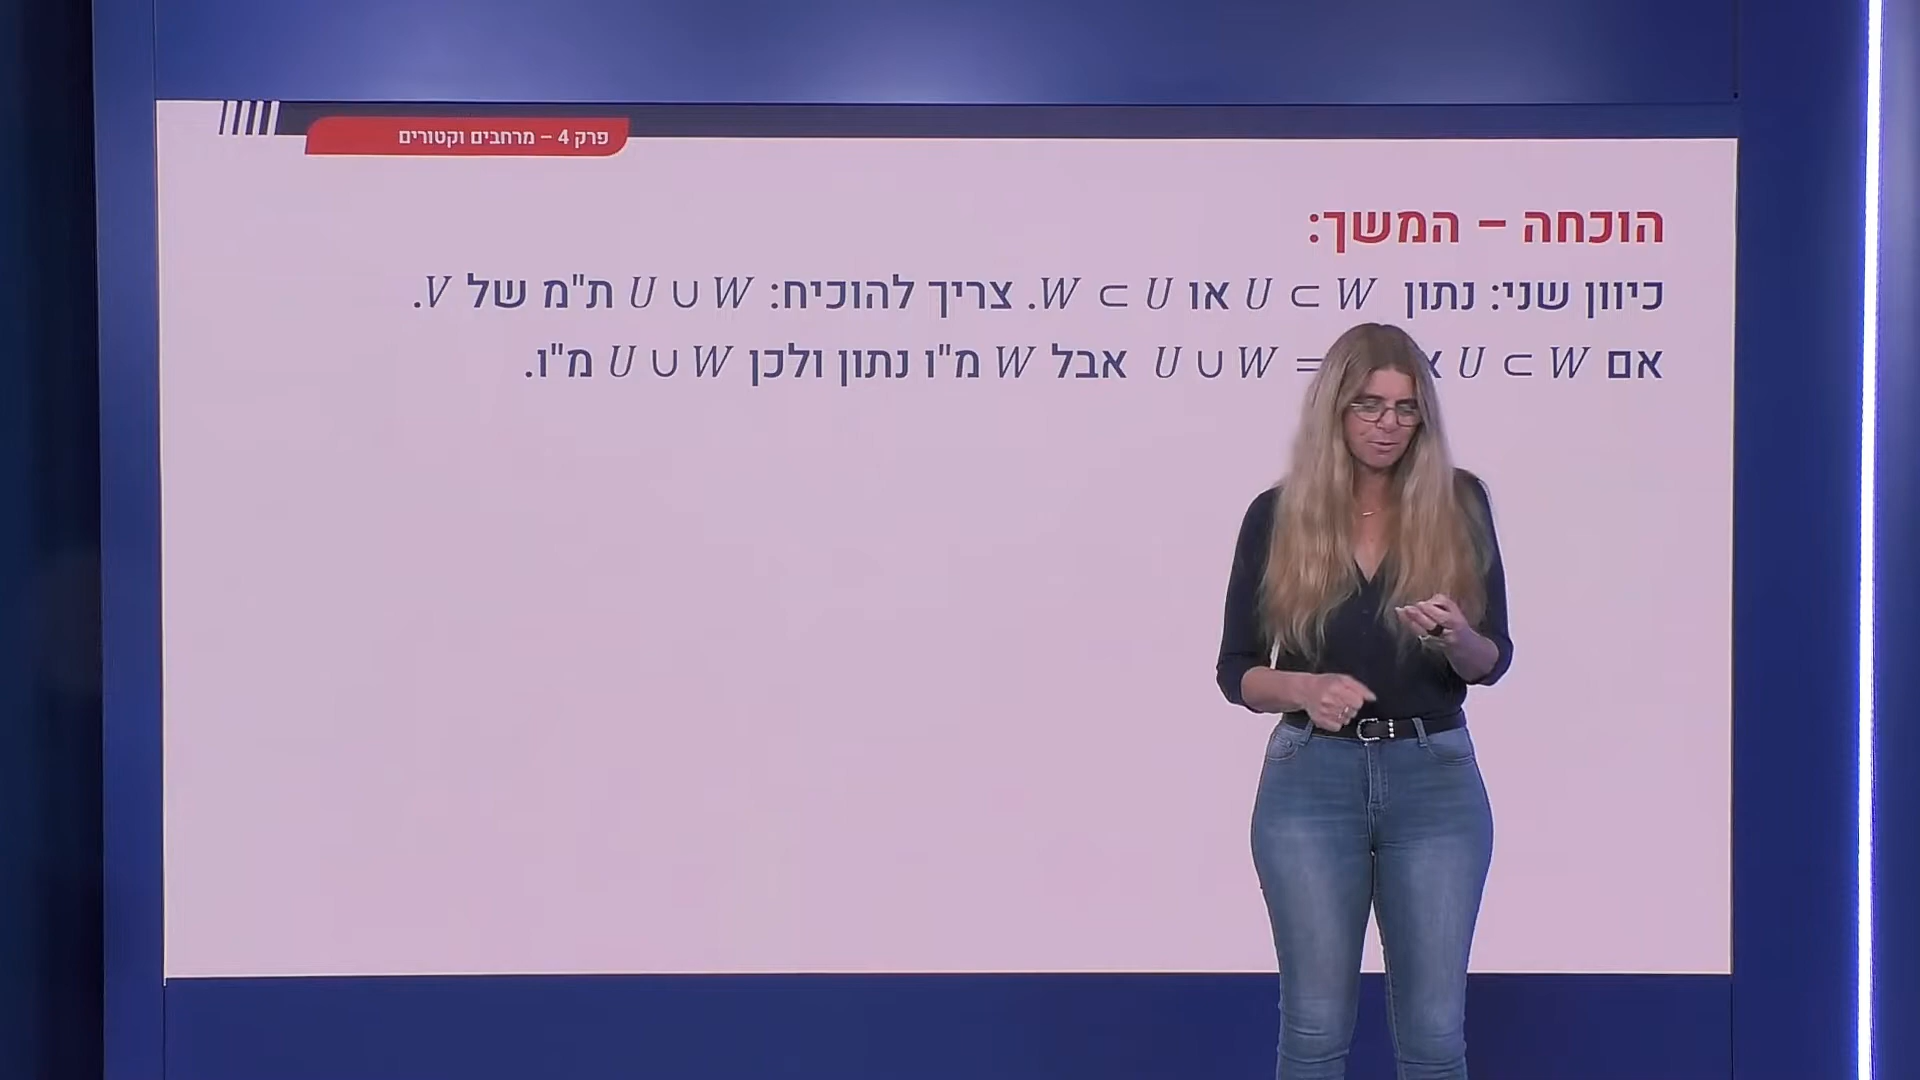 פרק 4 – מרחבים וקטורים
הוכחה – המשך:
כיוון שני: נתון U ⊂ W או W ⊂ U. צריך להוכיח: U ∪ W ת"מ של V.
אם U ⊂ W U ∪ W = אבל W מ"ו נתון ולכן U ∪ W מ"ו.